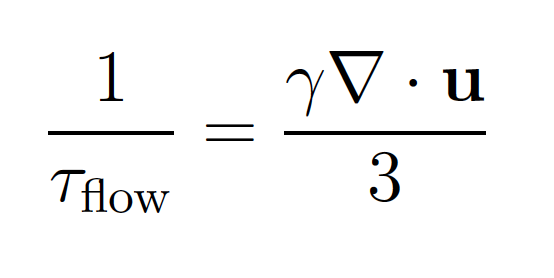 1/τ_flow = γ∇ · u/3